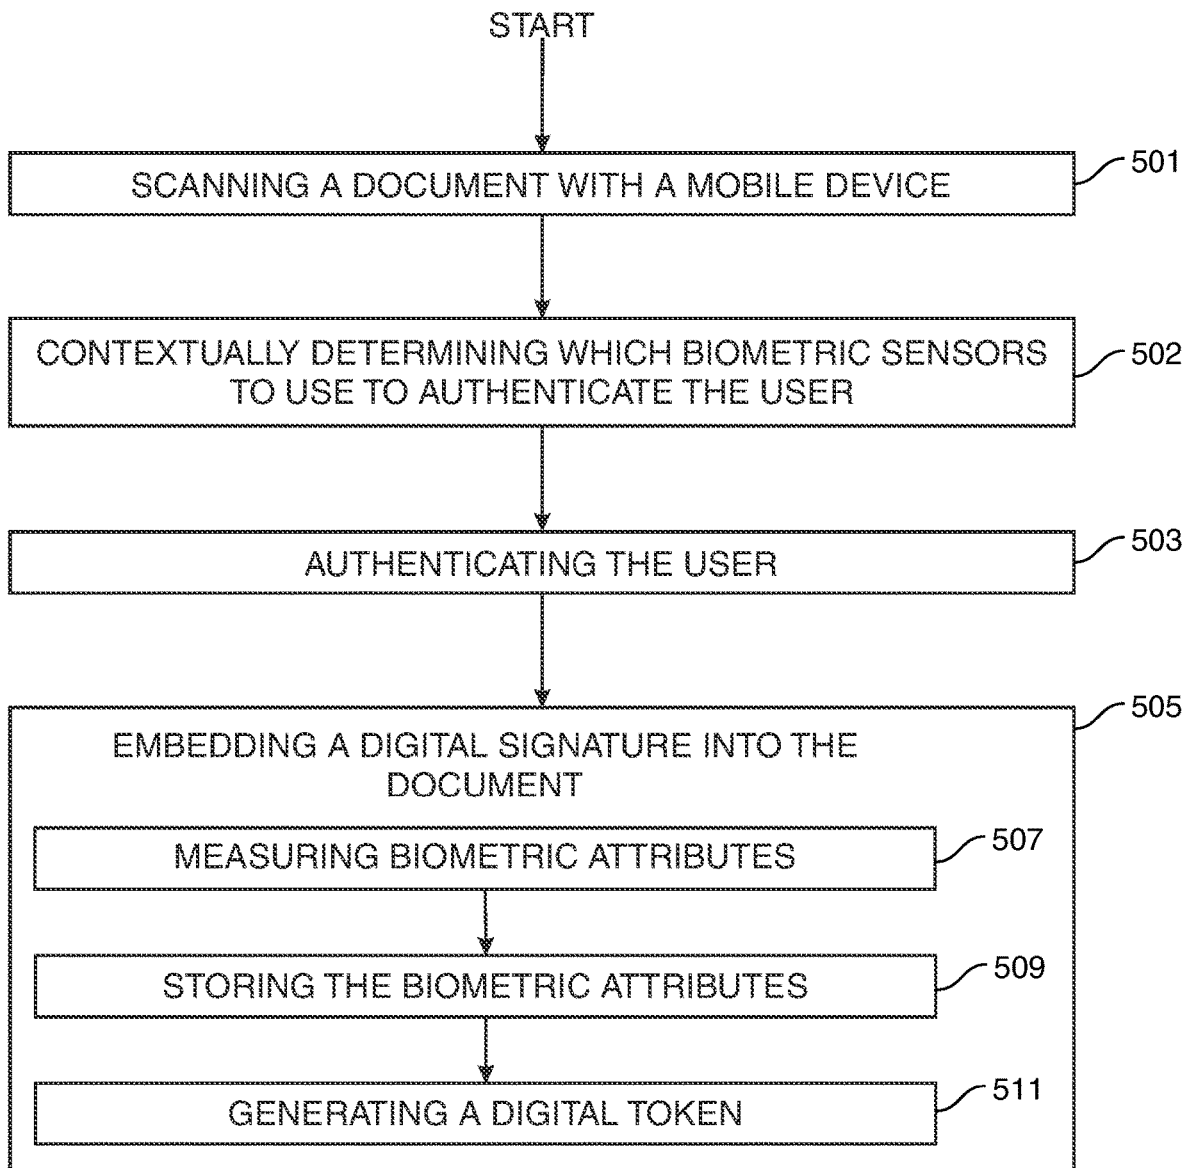 START
501
SCANNING A DOCUMENT WITH A MOBILE DEVICE
502
CONTEXTUALLY DETERMINING WHICH BIOMETRIC SENSORS
TO USE TO AUTHENTICATE THE USER
503
AUTHENTICATING THE USER
505
EMBEDDING A DIGITAL SIGNATURE INTO THE
DOCUMENT
507
MEASURING BIOMETRIC ATTRIBUTES
509
STORING THE BIOMETRIC ATTRIBUTES
511
GENERATING A DIGITAL TOKEN